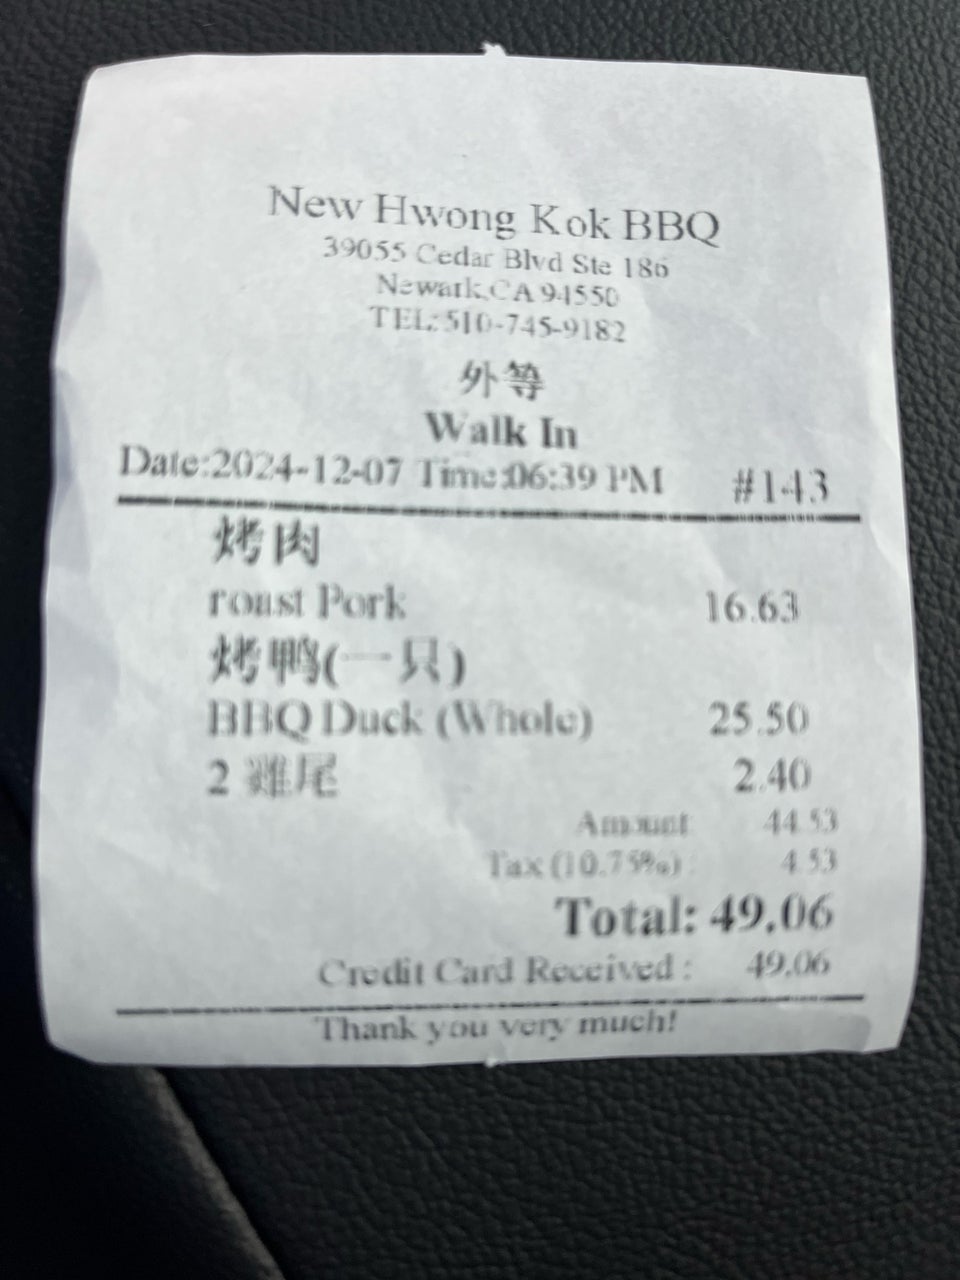 New Hwong Kok BBQ
39055 Cedar Blvd Ste 186
Newark,CA 94550
TEL:510-745-9182
外等
Walk In
Date:2024-12-07 Time:06:39 PM #143
烤肉
roast Pork 16.63
烤鸭(一只)
BBQ Duck (Whole) 25.50
2 雞尾 2.40
Amount 44.53
Tax (10.75%) : 4.53
Total: 49.06
Credit Card Received : 49.06
Thank you very much!